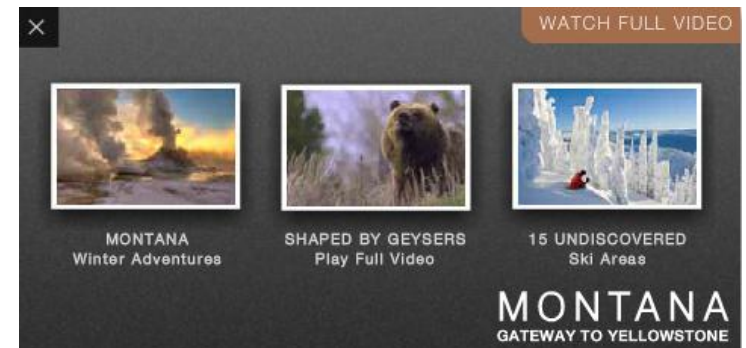 WATCH FULL VIDEO
MONTANA
Winter Adventures
SHAPED BY GEYSERS
Play Full Video
15 UNDISCOVERED
Ski Areas
MONTANA
GATEWAY TO YELLOWSTONE